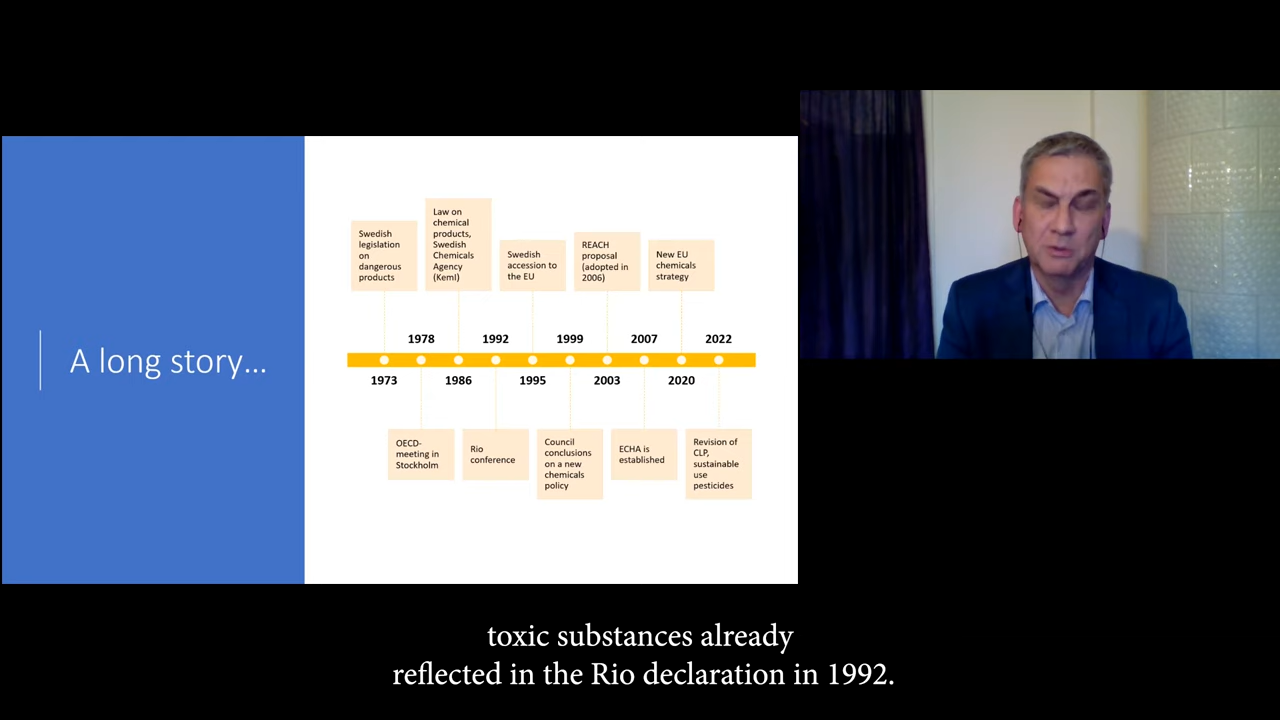 A long story...
Swedish
legislation
on
dangerous
products
Law on
chemical
products,
Swedish
Chemicals
Agency
(KemI)
Swedish
accession to
the EU
REACH
proposal
(adopted in
2006)
New EU
chemicals
strategy
1978
1992
1999
2007
2022
1973
1986
1995
2003
2020
OECD-
meeting in
Stockholm
Rio
conference
Council
conclusions
on a new
chemicals
policy
ECHA is
established
Revision of
CLP,
sustainable
use
pesticides
toxic substances already
reflected in the Rio declaration in 1992.